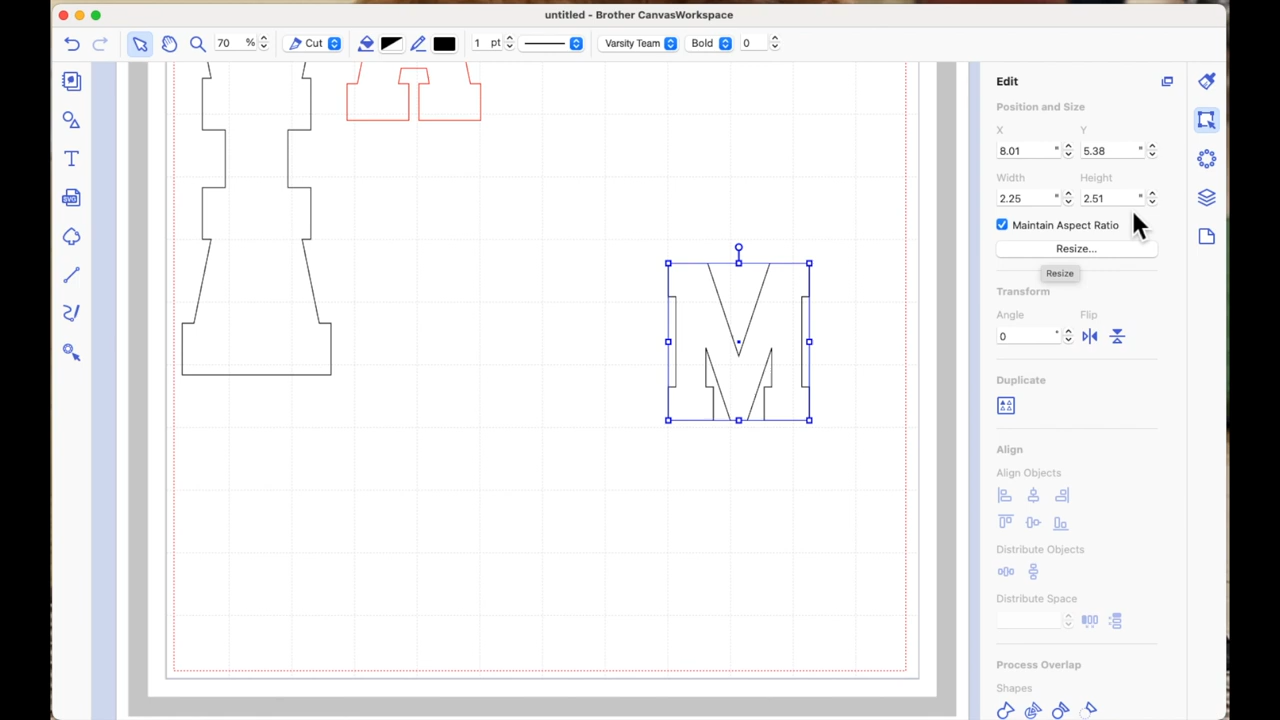 untitled - Brother CanvasWorkspace
70 % Cut 1 pt Varsity Team Bold 0
Edit
Position and Size
X Y
8.01 " 5.38 "
Width Height
2.25 " 2.51 "
Maintain Aspect Ratio
Resize...
Resize
Transform
Angle Flip
0 °
Duplicate
Align
Align Objects
Distribute Objects
Distribute Space
Process Overlap
Shapes
T
SVG
A
M